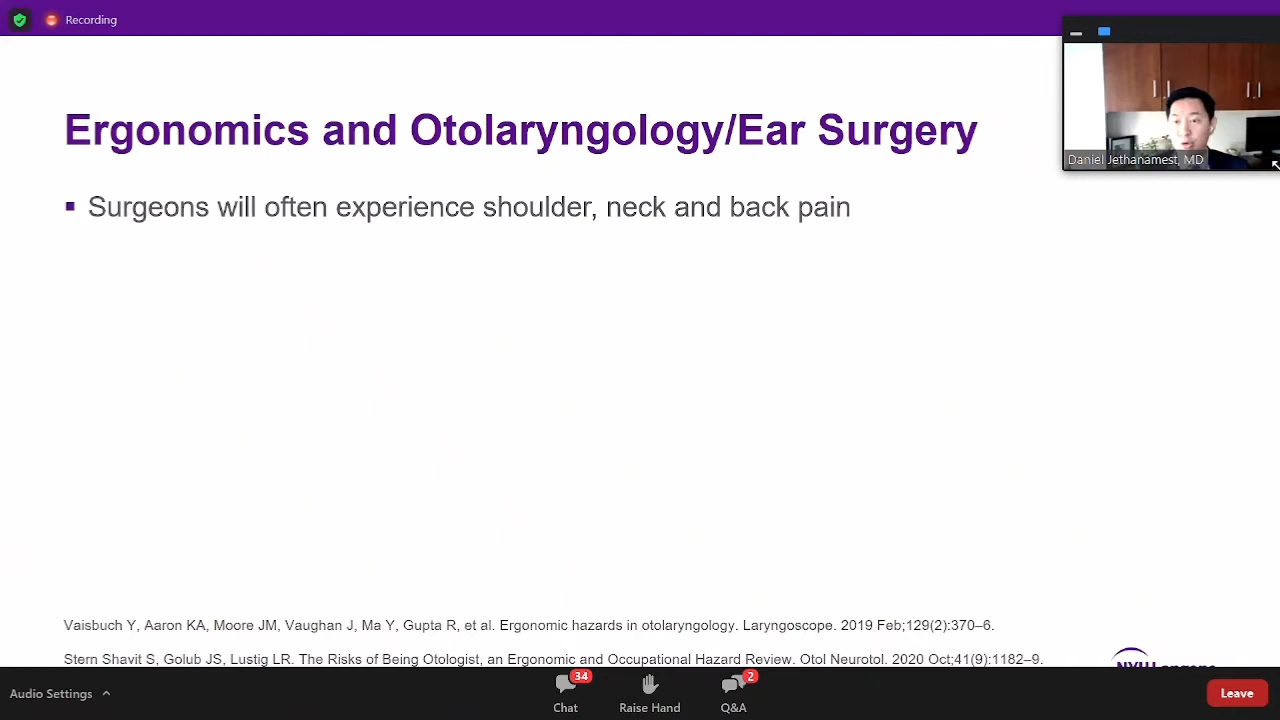 Recording
Ergonomics and Otolaryngology/Ear Surgery
Daniel Jethanamest, MD
▪ Surgeons will often experience shoulder, neck and back pain
Vaisbuch Y, Aaron KA, Moore JM, Vaughan J, Ma Y, Gupta R, et al. Ergonomic hazards in otolaryngology. Laryngoscope. 2019 Feb;129(2):370–6.
Stern Shavit S, Golub JS, Lustig LR. The Risks of Being Otologist, an Ergonomic and Occupational Hazard Review. Otol Neurotol. 2020 Oct;41(9):1182–9.
Audio Settings
34
Chat
Raise Hand
2
Q&A
Leave